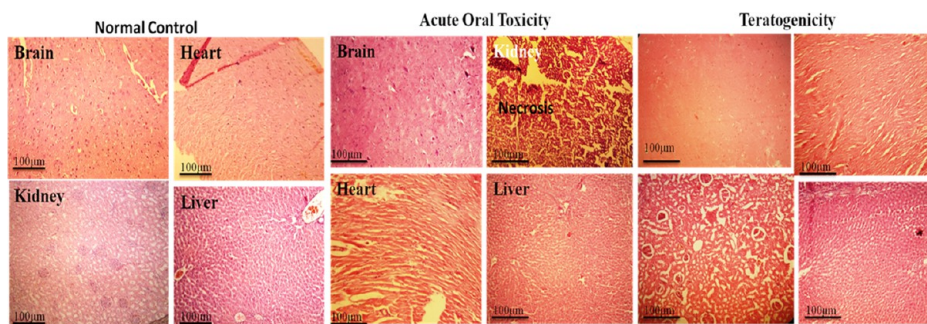 Normal Control
Acute Oral Toxicity
Teratogenicity
Brain
Heart
Brain
Kidney
Necrosis
100µm
100µm
100µm
100µm
100µm
100µm
Kidney
Liver
Heart
Liver
100µm
100µm
100µm
100µm
100µm
100µm